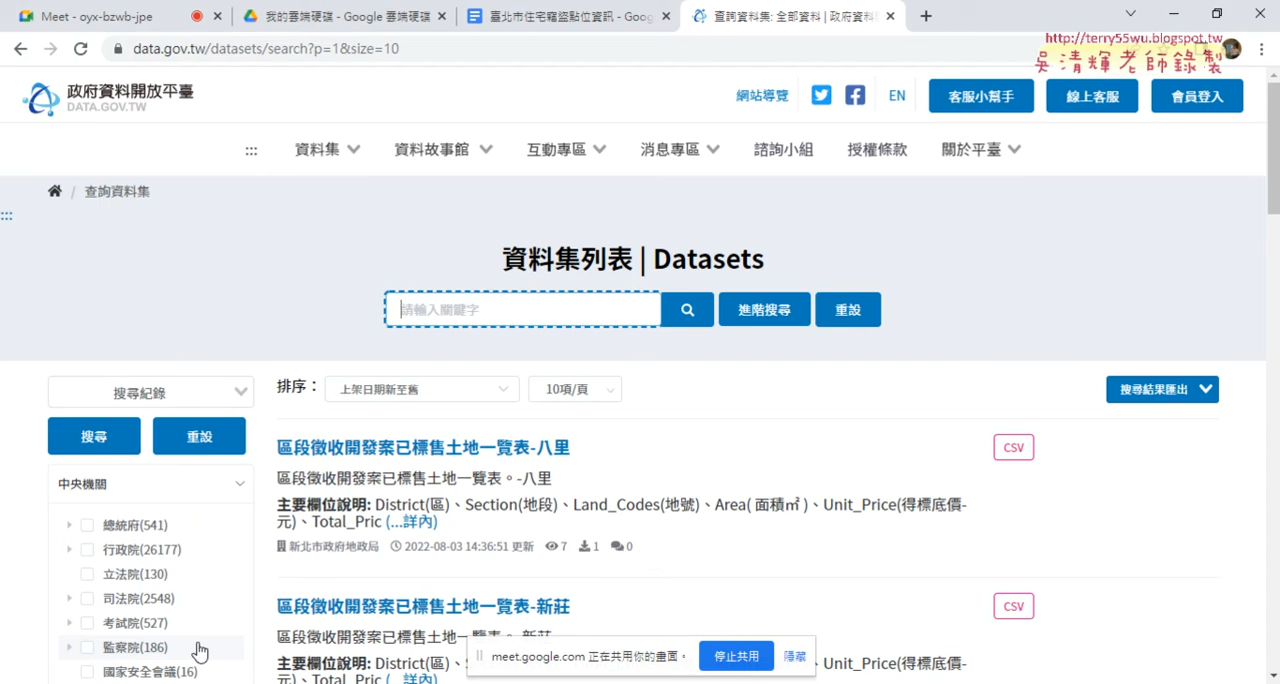 Meet - oyx-bzwb-jpe
我的雲端硬碟 - Google 雲端硬碟
臺北市住宅竊盜點位資訊 - Goog
查詢資料集: 全部資料 | 政府資料
data.gov.tw/datasets/search?p=1&size=10
http://terry55wu.blogspot.tw
吳清輝老師錄製
政府資料開放平臺
DATA.GOV.TW
網站導覽
EN
客服小幫手
線上客服
會員登入
資料集
資料故事館
互動專區
消息專區
諮詢小組
授權條款
關於平臺
/ 查詢資料集
資料集列表 | Datasets
請輸入關鍵字
進階搜尋
重設
搜尋紀錄
排序：
上架日期新至舊
10項/頁
搜尋結果匯出
搜尋
重設
中央機關
總統府(541)
行政院(26177)
立法院(130)
司法院(2548)
考試院(527)
監察院(186)
國家安全會議(16)
區段徵收開發案已標售土地一覽表-八里
CSV
區段徵收開發案已標售土地一覽表。-八里
主要欄位說明: District(區)、Section(地段)、Land_Codes(地號)、Area( 面積㎡ )、Unit_Price(得標底價-
元)、Total_Pric (...詳內)
新北市政府地政局 2022-08-03 14:36:51 更新 7 1 0
區段徵收開發案已標售土地一覽表-新莊
CSV
meet.google.com 正在共用你的畫面。
停止共用
隱藏